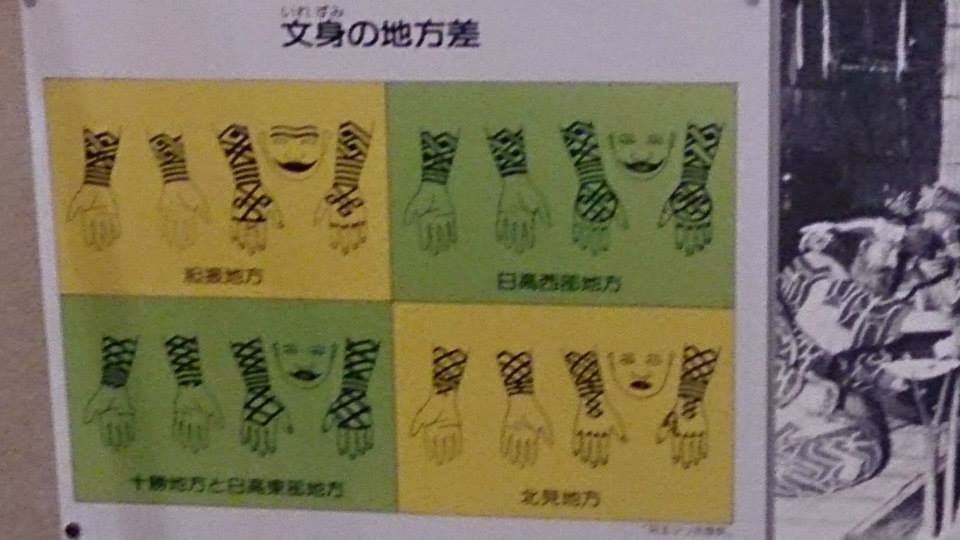 いれずみ
文身の地方差
胆振地方
日高西部地方
十勝地方と日高東部地方
北見地方